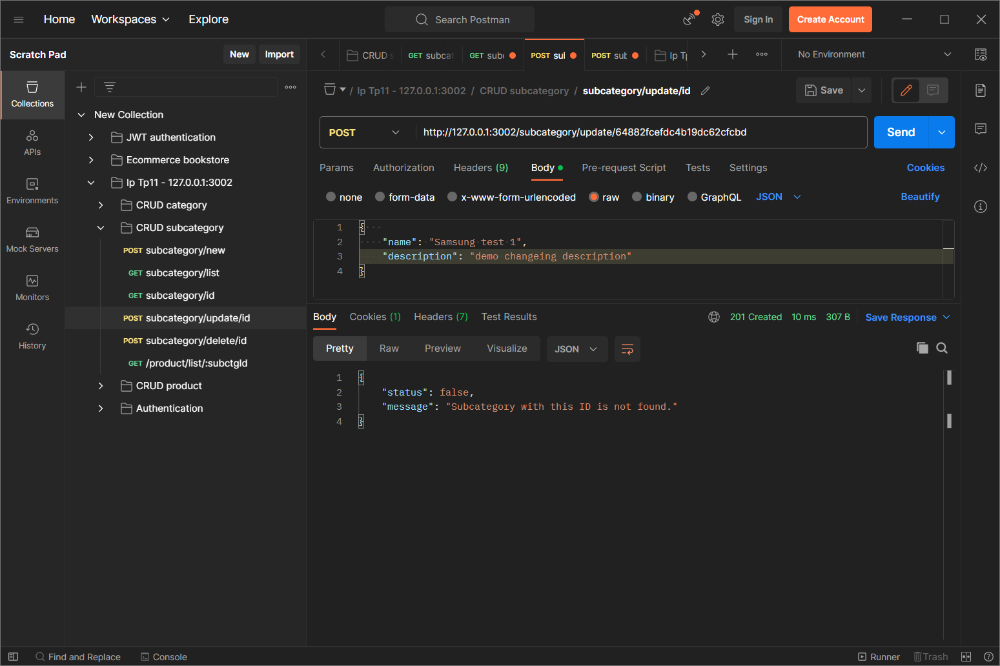 Home Workspaces Explore Search Postman Sign In Create Account
Scratch Pad New Import
CRUD s GET subcat GET subc POST sul POST sub Ip Tp No Environment
Collections
APIs
Environments
Mock Servers
Monitors
History
New Collection
JWT authentication
Ecommerce bookstore
Ip Tp11 - 127.0.0.1:3002
CRUD category
CRUD subcategory
POST subcategory/new
GET subcategory/list
GET subcategory/id
POST subcategory/update/id
POST subcategory/delete/id
GET /product/list/:subctgId
CRUD product
Authentication
/ Ip Tp11 - 127.0.0.1:3002 / CRUD subcategory / subcategory/update/id Save
POST http://127.0.0.1:3002/subcategory/update/64882fcefdc4b19dc62cfcbd Send
Params Authorization Headers (9) Body Pre-request Script Tests Settings Cookies
none form-data x-www-form-urlencoded raw binary GraphQL JSON Beautify
1 {
2 "name": "Samsung test 1",
3 "description": "demo changeing description"
4 }
Body Cookies (1) Headers (7) Test Results 201 Created 10 ms 307 B Save Response
Pretty Raw Preview Visualize JSON
1 {
2 "status": false,
3 "message": "Subcategory with this ID is not found."
4 }
Find and Replace Console Runner Trash